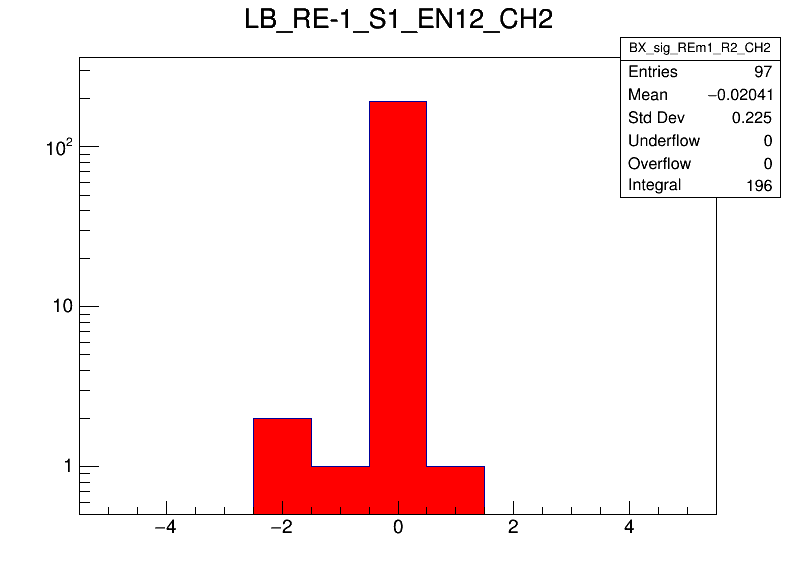 LB_RE-1_S1_EN12_CH2
BX_sig_REm1_R2_CH2
Entries 97
Mean −0.02041
Std Dev 0.225
Underflow 0
Overflow 0
Integral 196
10²
10
1
−4 −2 0 2 4